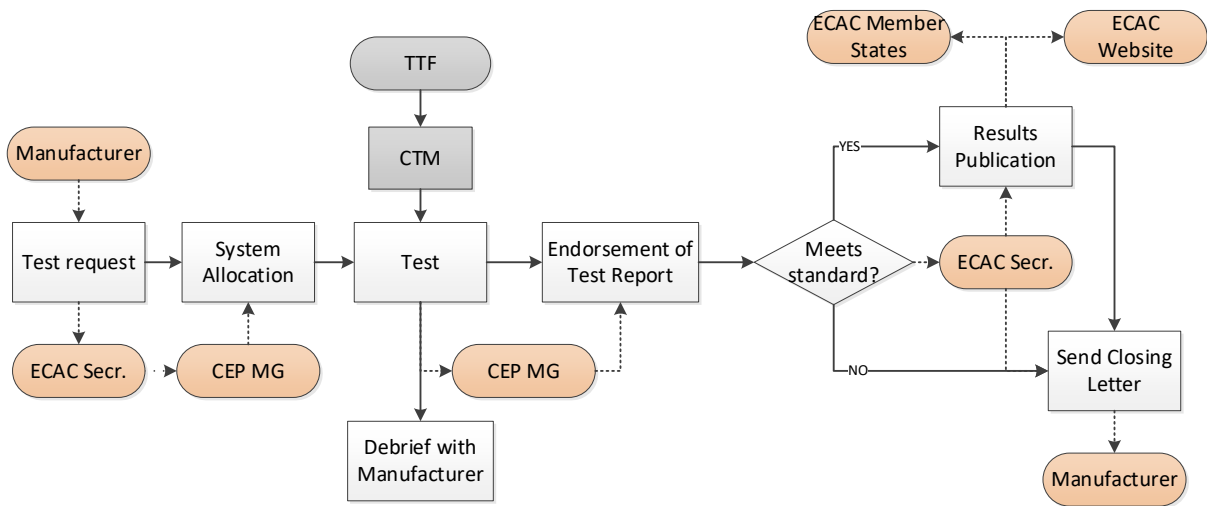 ECAC Member
States
ECAC
Website
TTF
Manufacturer
CTM
Results
Publication
YES
Test request
System
Allocation
Test
Endorsement of
Test Report
Meets
standard?
ECAC Secr.
ECAC Secr.
CEP MG
CEP MG
NO
Send Closing
Letter
Debrief with
Manufacturer
Manufacturer